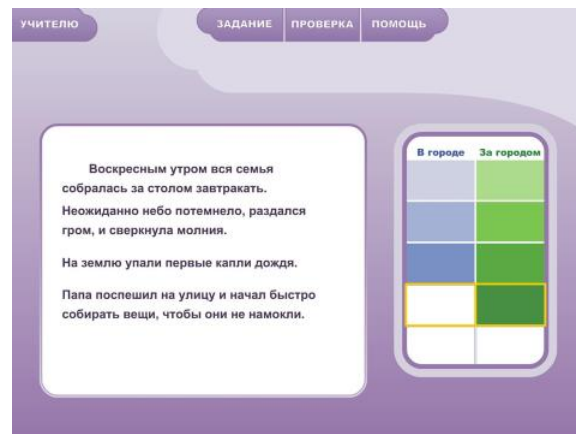 УЧИТЕЛЮ
ЗАДАНИЕ ПРОВЕРКА ПОМОЩЬ
Воскресным утром вся семья
собралась за столом завтракать.
Неожиданно небо потемнело, раздался
гром, и сверкнула молния.
На землю упали первые капли дождя.
Папа поспешил на улицу и начал быстро
собирать вещи, чтобы они не намокли.
В городе За городом